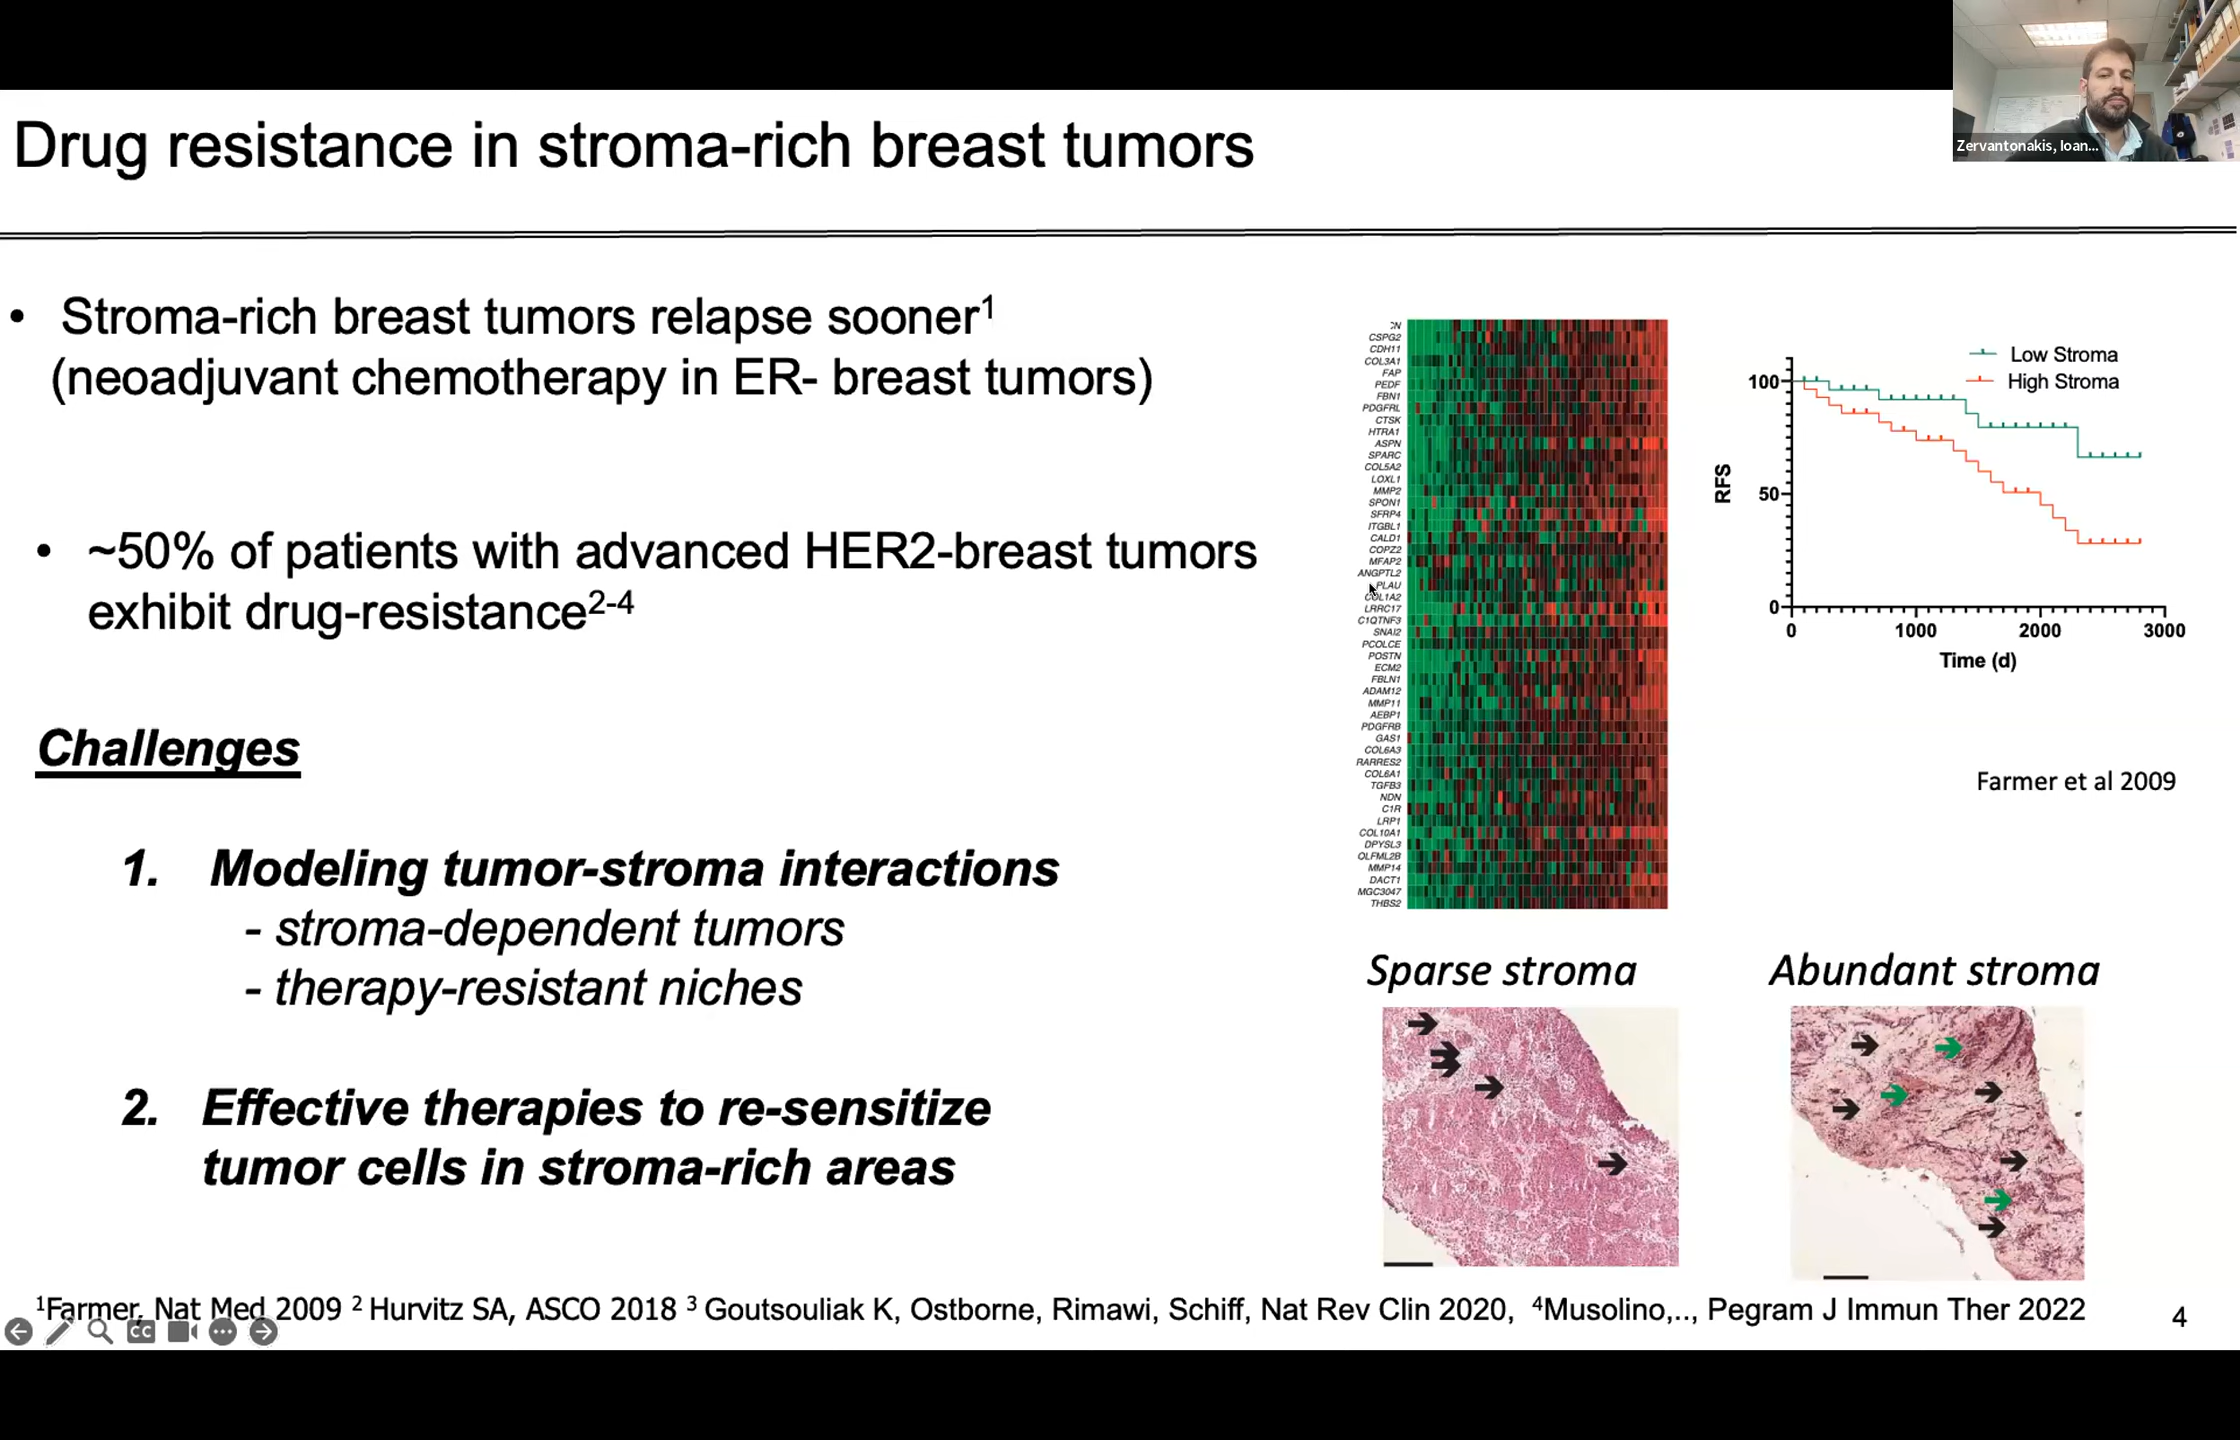 Zervantonakis, Ioan...
Drug resistance in stroma-rich breast tumors
• Stroma-rich breast tumors relapse sooner1
(neoadjuvant chemotherapy in ER- breast tumors)
• ~50% of patients with advanced HER2-breast tumors
exhibit drug-resistance2-4
Challenges
1. Modeling tumor-stroma interactions
- stroma-dependent tumors
- therapy-resistant niches
2. Effective therapies to re-sensitize
tumor cells in stroma-rich areas
CSPG2
CDH11
COL3A1
FAP
PEDF
FBN1
PDGFRL
CTSK
HTRA1
ASPN
SPARC
COL5A2
LOXL1
MMP2
SPON1
SFRP4
ITGBL1
CALD1
COPZ2
MFAP2
ANGPTL2
PLAU
COL1A2
LRRC17
C1QTNF3
SNAI2
PCOLCE
POSTN
ECM2
FBLN1
ADAM12
MMP11
AEBP1
PDGFRB
GAS1
COL6A3
RARRES2
COL6A1
TGFB3
NDN
C1R
LRP1
COL10A1
DPYSL3
OLFML2B
MMP14
DACT1
MGC3047
THBS2
Low Stroma
High Stroma
RFS
100
50
0
0 1000 2000 3000
Time (d)
Farmer et al 2009
Sparse stroma
Abundant stroma
1Farmer, Nat Med 2009 2 Hurvitz SA, ASCO 2018 3 Goutsouliak K, Ostborne, Rimawi, Schiff, Nat Rev Clin 2020, 4Musolino,.., Pegram J Immun Ther 2022
CC
4